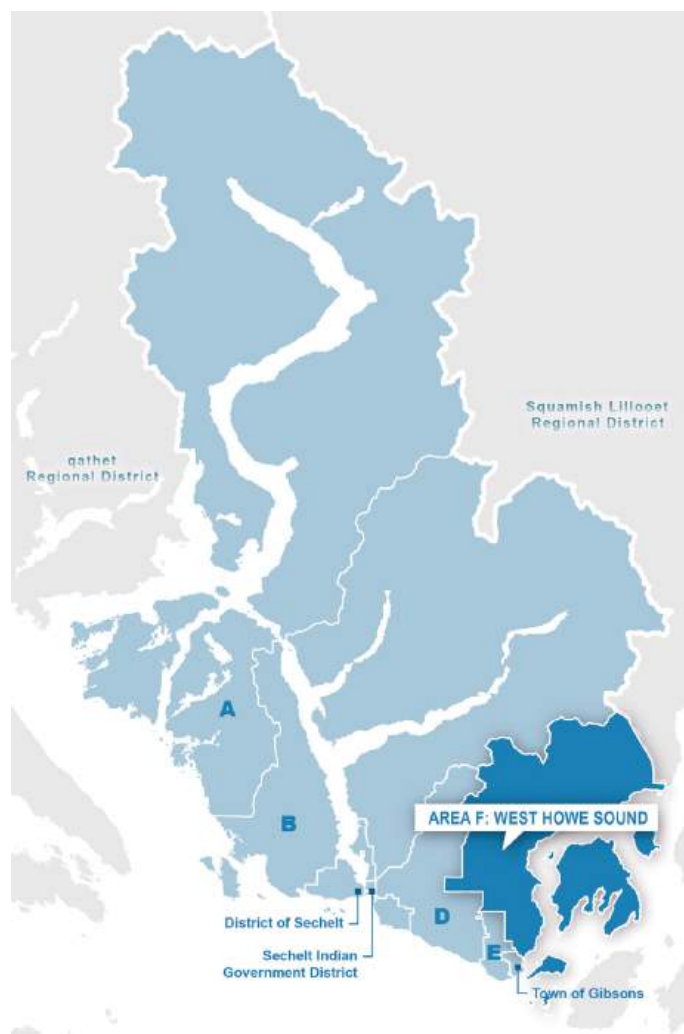 Squamish Lillooet
Regional District
qathet
Regional District
A
AREA F: WEST HOWE SOUND
B
D
District of Sechelt
E
Sechelt Indian
Government District
Town of Gibsons